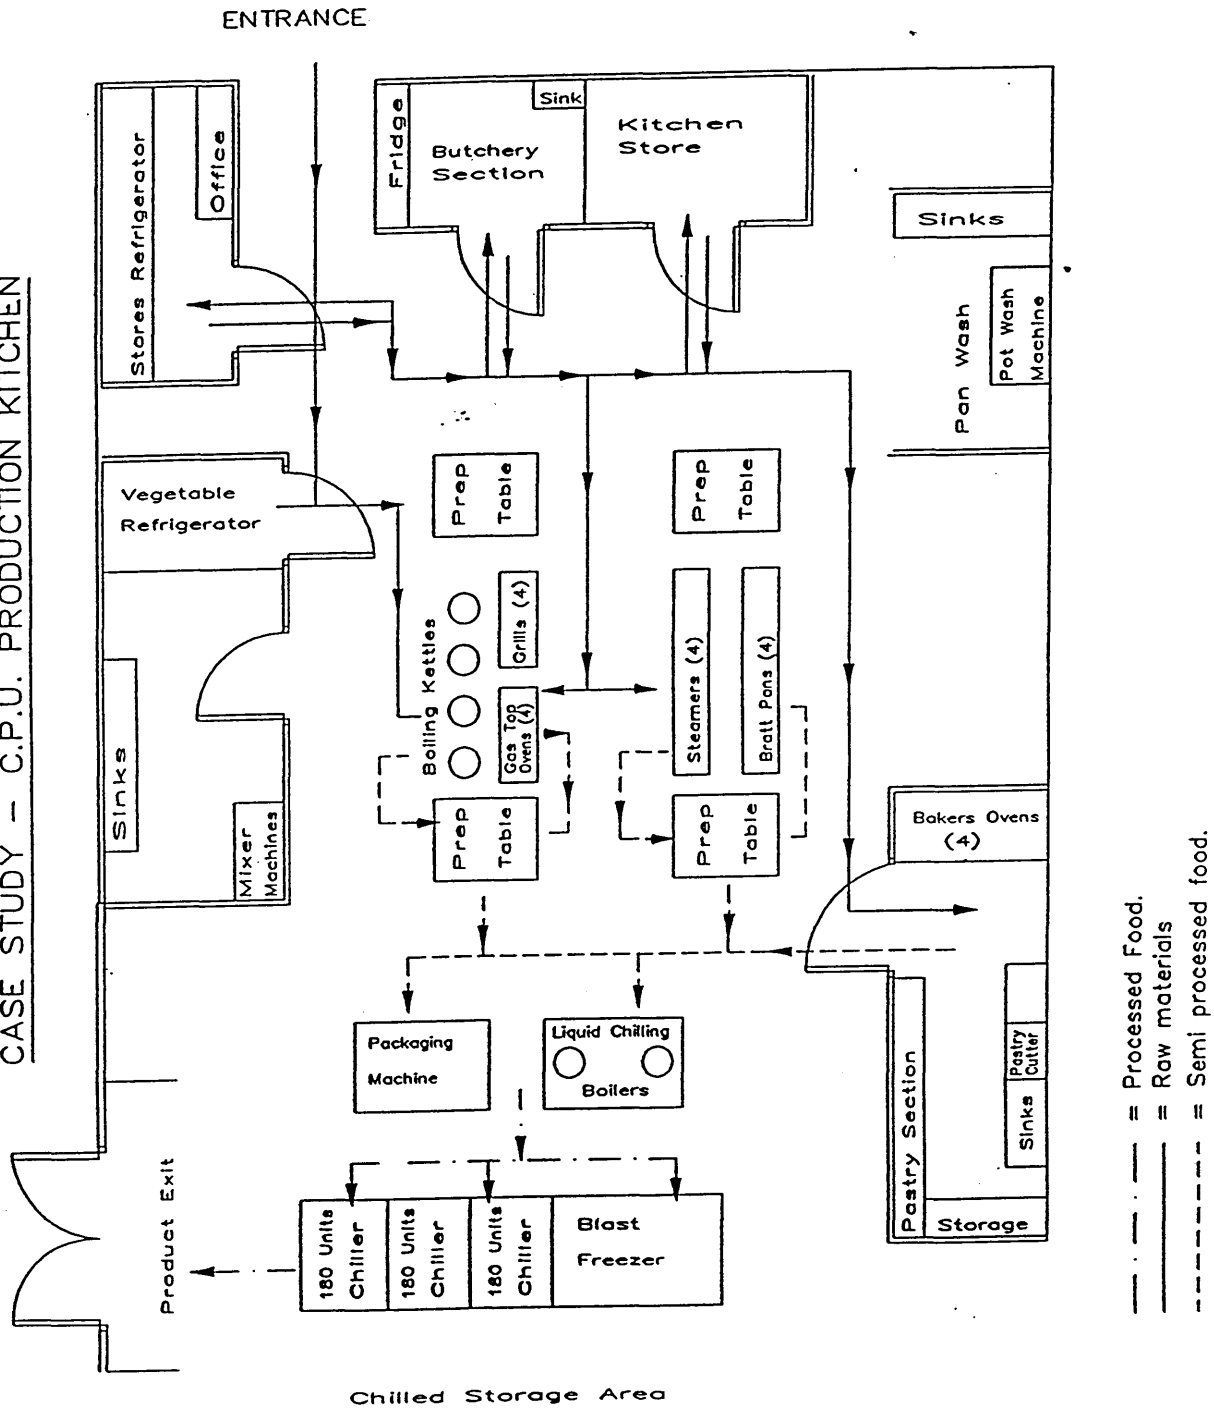 CASE STUDY - C.P.U. PRODUCTION KITCHEN
ENTRANCE
Stores Refrigerator
Office
Fridge
Butchery
Section
Sink
Kitchen
Store
Sinks
Pan Wash
Pot Wash
Machine
Vegetable
Refrigerator
Prep
Table
Prep
Table
Boiling Kettles
Grills (4)
Gas Top
Ovens (4)
Steamers (4)
Bratt Pans (4)
Sinks
Mixer
Machines
Prep
Table
Prep
Table
Bakers Ovens
(4)
Packaging
Machine
Liquid Chilling
Boilers
Pastry Section
Pastry
Cutter
Sinks
Storage
Product Exit
180 Units
Chiller
180 Units
Chiller
180 Units
Chiller
Blast
Freezer
Chilled Storage Area
= Processed Food.
= Raw materials
= Semi processed food.